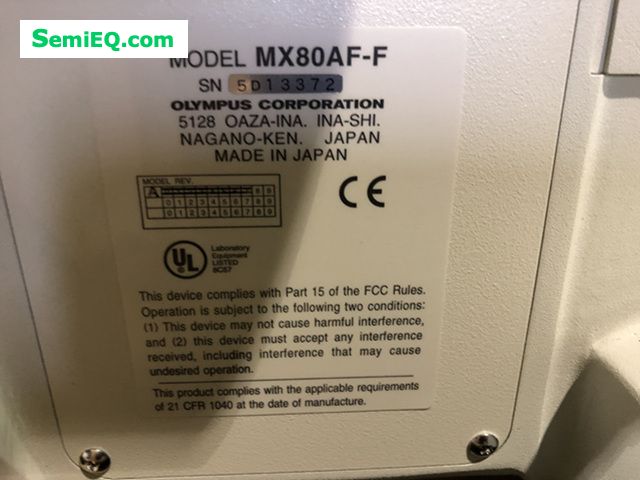 SemiEQ.com
MODEL MX80AF-F
SN 5D13372
OLYMPUS CORPORATION
5128 OAZA-INA. INA-SHI.
NAGANO-KEN. JAPAN
MADE IN JAPAN
MODEL REV.
A 8 9
0 1 2 3 4 5 6 7 8 9
0 1 2 3 4 5 6 7 8 9
CE
UL
Laboratory
Equipment
LISTED
8C57
This device complies with Part 15 of the FCC Rules.
Operation is subject to the following two conditions:
(1) This device may not cause harmful interference,
and (2) this device must accept any interference
received, including interference that may cause
undesired operation.
This product complies with the applicable requirements
of 21 CFR 1040 at the date of manufacture.